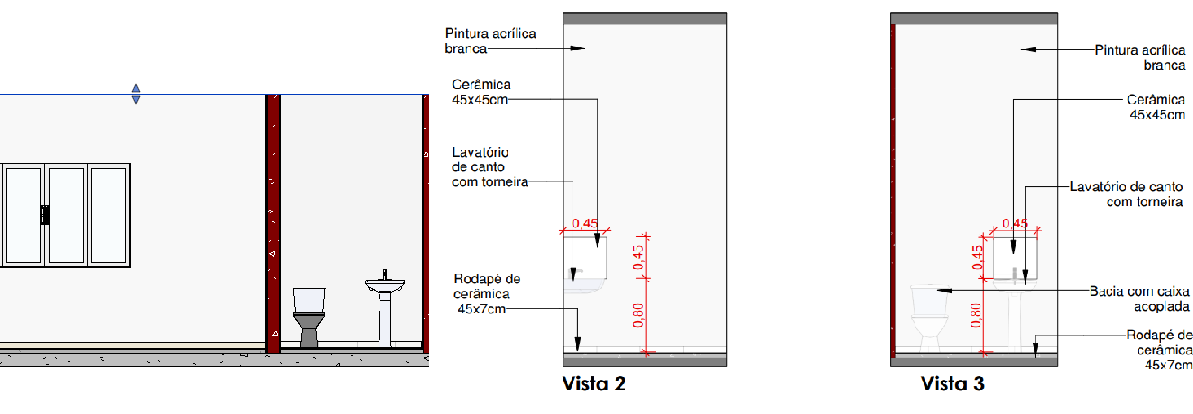 Pintura acrílica
branca
Cerâmica
45x45cm
Lavatório
de canto
com torneira
0,45
0,45
0,80
Rodapé de
cerâmica
45x7cm
Vista 2
Pintura acrílica
branca
Cerâmica
45x45cm
Lavatório de canto
com torneira
0,45
0,45
0,80
Bacia com caixa
acoplada
Rodapé de
cerâmica
45x7cm
Vista 3